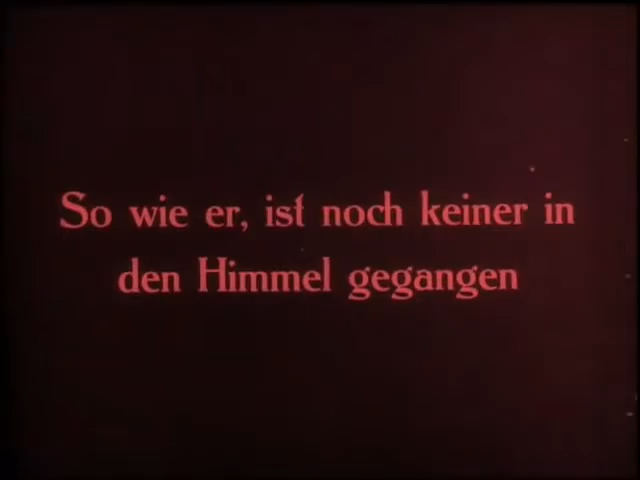 So wie er, ist noch keiner in
den Himmel gegangen